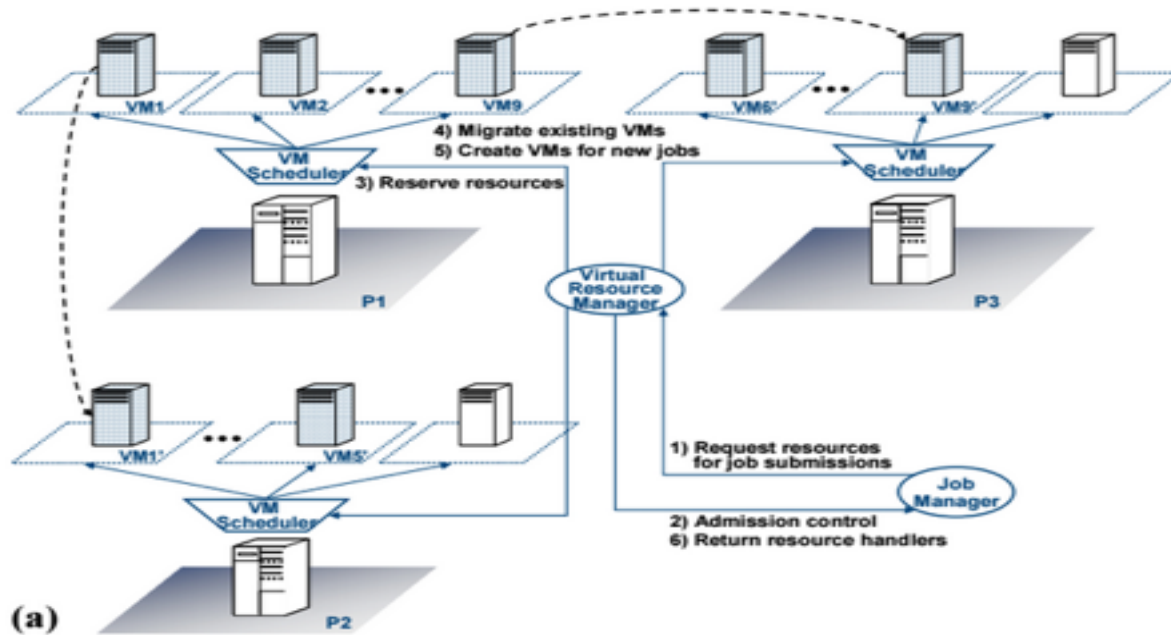 VM1
VM2
VM9
VM6'
VM9'
4) Migrate existing VMs
5) Create VMs for new jobs
VM
Scheduler
VM
Scheduler
3) Reserve resources
Virtual
Resource
Manager
P1
P3
VM1'
VM5'
1) Request resources
for job submissions
Job
Manager
VM
Scheduler
2) Admission control
6) Return resource handlers
(a)
P2